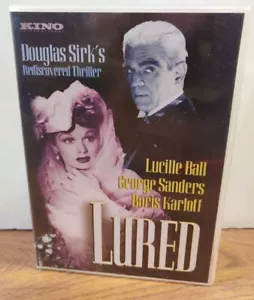 KINO
Douglas Sirk's
Rediscovered Thriller
Lucille Ball
George Sanders
Boris Karloff
LURED